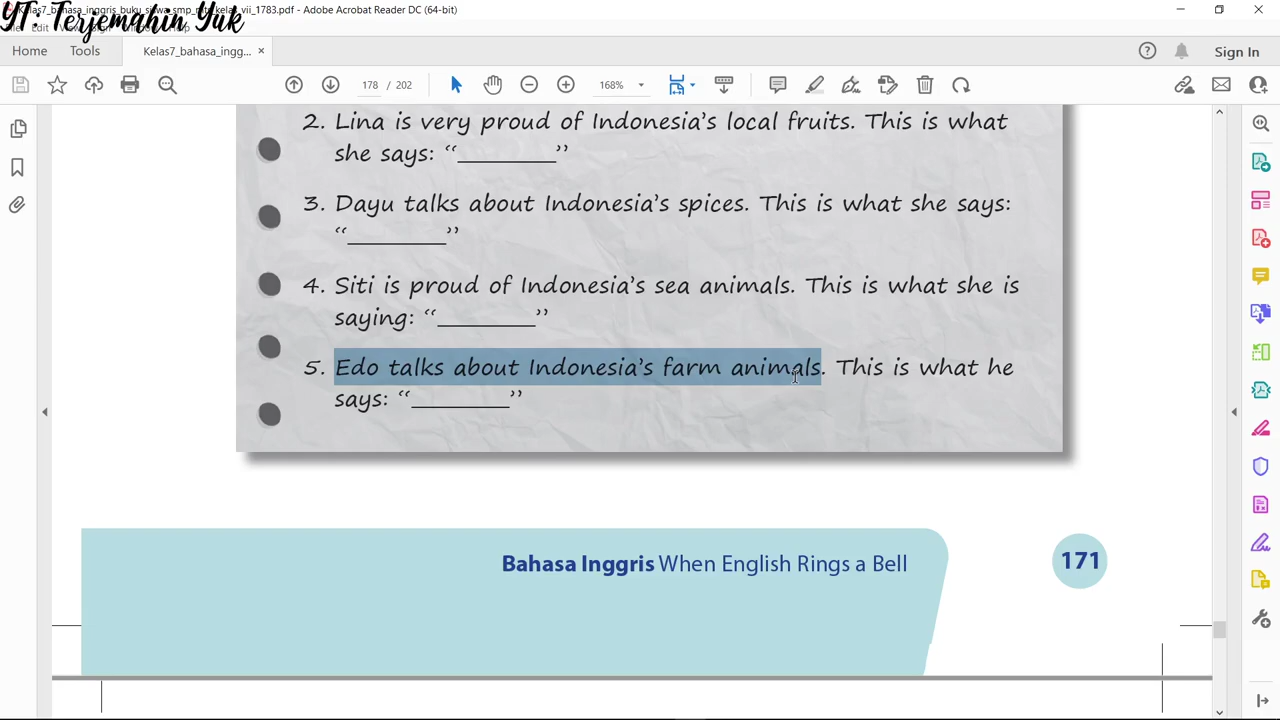 YT: Terjemahin Yuk
Kelas7_bahasa_inggris_buku_siswa_smp_mts_kelas_vii_1783.pdf - Adobe Acrobat Reader DC (64-bit)
Home Tools Kelas7_bahasa_ingg... × Sign In
178 / 202 168%
2. Lina is very proud of Indonesia's local fruits. This is what
she says: “__________”
3. Dayu talks about Indonesia's spices. This is what she says:
“__________”
4. Siti is proud of Indonesia's sea animals. This is what she is
saying: “__________”
5. Edo talks about Indonesia's farm animals. This is what he
says: “__________”
Bahasa Inggris When English Rings a Bell 171